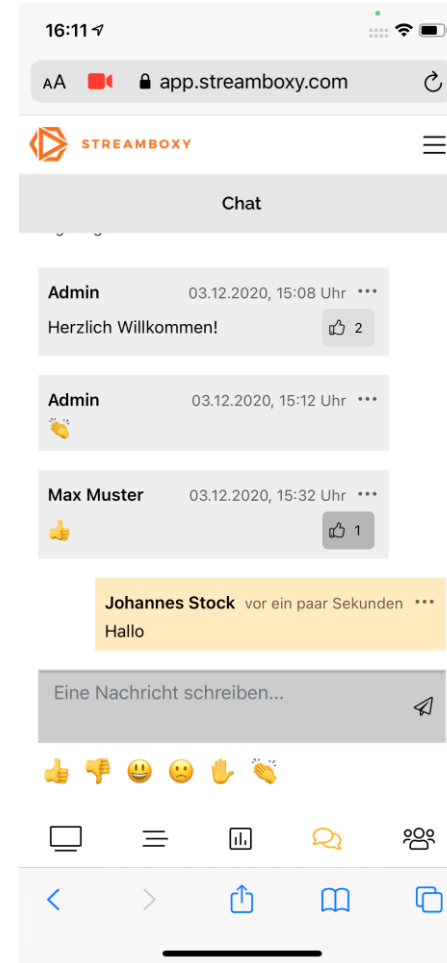 16:11
AA app.streamboxy.com
STREAMBOXY
Chat
Admin 03.12.2020, 15:08 Uhr ...
Herzlich Willkommen!
2
Admin 03.12.2020, 15:12 Uhr ...
👏
Max Muster 03.12.2020, 15:32 Uhr ...
👍
1
Johannes Stock vor ein paar Sekunden ...
Hallo
Eine Nachricht schreiben...
👍 👎 😃 🙁 ✋ 👏